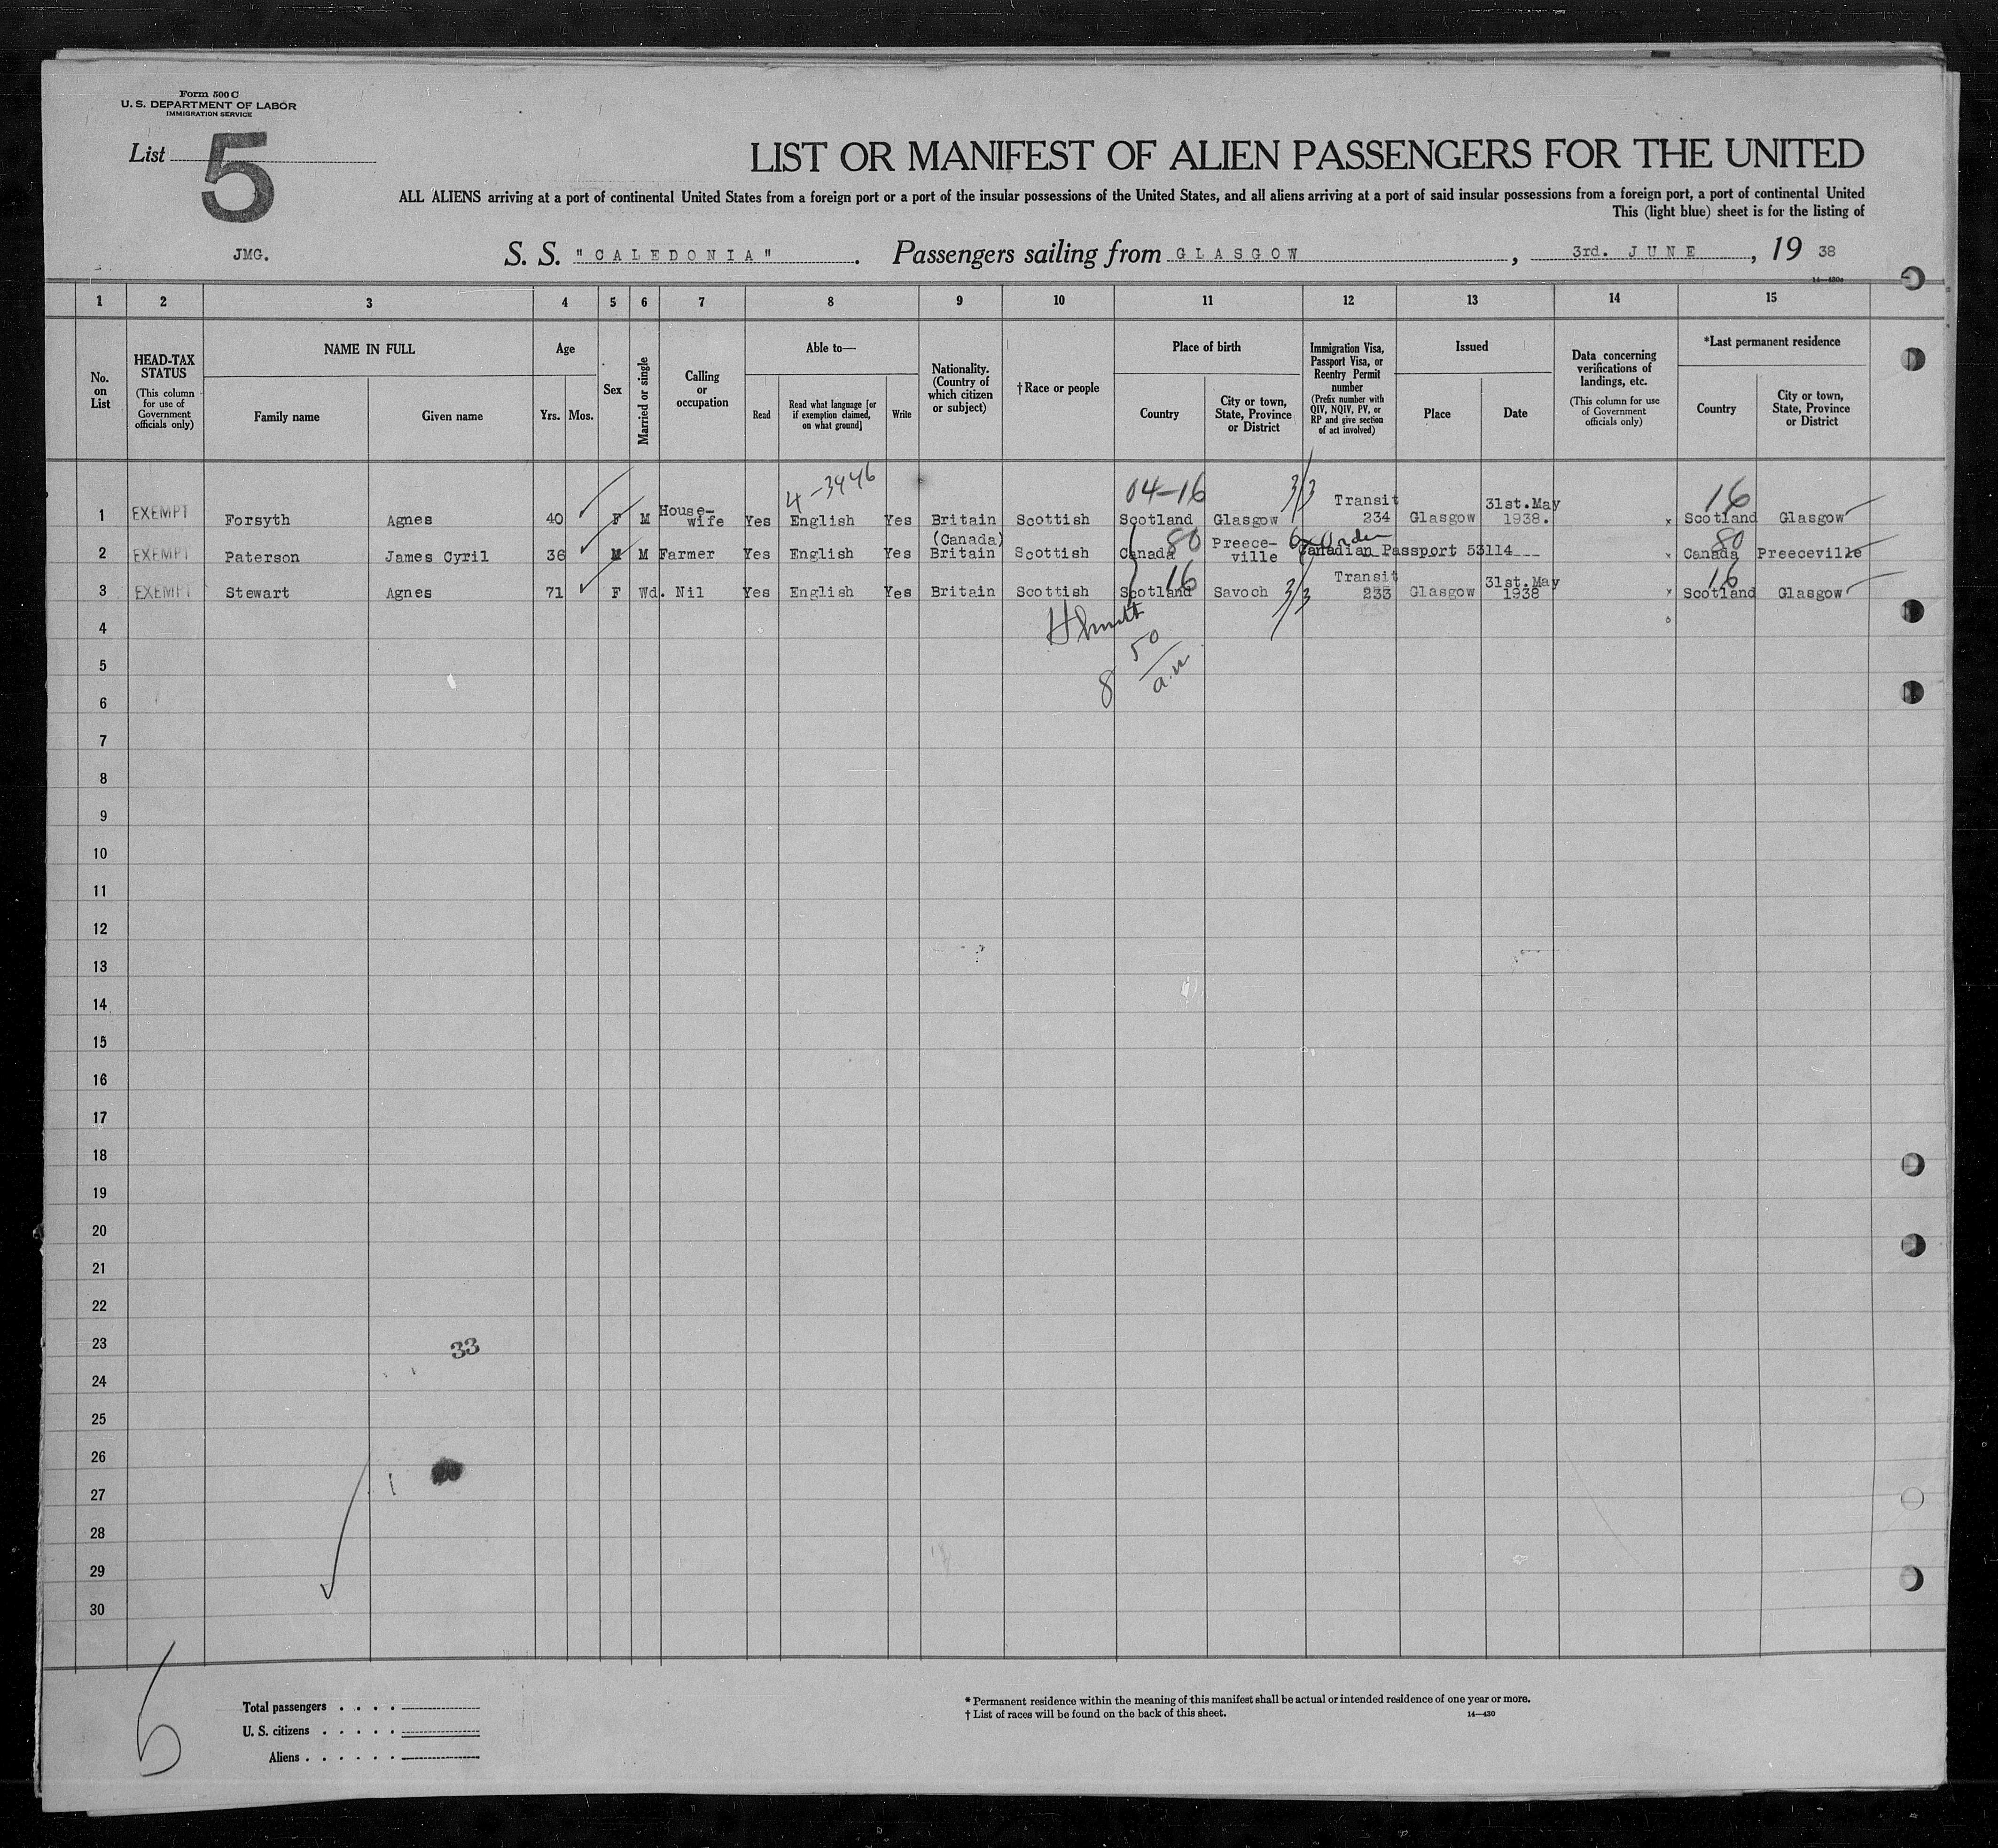 Form 500 C
U. S. DEPARTMENT OF LABOR
IMMIGRATION SERVICE
List 5
LIST OR MANIFEST OF ALIEN PASSENGERS FOR THE UNITED
ALL ALIENS arriving at a port of continental United States from a foreign port or a port of the insular possessions of the United States, and all aliens arriving at a port of said insular possessions from a foreign port, a port of continental United
This (light blue) sheet is for the listing of
JMG.
S. S. "CALEDONIA". Passengers sailing from GLASGOW, 3rd. JUNE, 19 38
14—430a
1 2 3 4 5 6 7 8 9 10 11 12 13 14 15
No. on List
HEAD-TAX STATUS (This column for use of Government officials only)
NAME IN FULL
Family name Given name
Age
Yrs. Mos.
Sex
Married or single
Calling or occupation
Able to—
Read
Read what language [or if exemption claimed, on what ground]
Write
Nationality. (Country of which citizen or subject)
†Race or people
Place of birth
Country
City or town, State, Province or District
Immigration Visa, Passport Visa, or Reentry Permit number (Prefix number with QIV, NQIV, PV, or RP and give section of act involved)
Issued
Place Date
Data concerning verifications of landings, etc. (This column for use of Government officials only)
*Last permanent residence
Country
City or town, State, Province or District
4-3946 04-16 3/3 16
1 EXEMPT Forsyth Agnes 40 F M House-wife Yes English Yes Britain Scottish Scotland Glasgow Transit 234 Glasgow 31st.May 1938. x Scotland Glasgow
80 80
2 EXEMPT Paterson James Cyril 36 M M Farmer Yes English Yes (Canada) Britain Scottish Canada Preece-ville Canadian Passport 53114 x Canada Preeceville
16 3/3 16
3 EXEMPT Stewart Agnes 71 F Wd. Nil Yes English Yes Britain Scottish Scotland Savoch Transit 233 Glasgow 31st.May 1938 x Scotland Glasgow
4
8 50 a.m
5
6
7
8
9
10
11
12
13
14
15
16
17
18
19
20
21
22
23
33
24
25
26
27
28
29
30
Total passengers . . . .
U. S. citizens . . . . .
Aliens . . . . . .
* Permanent residence within the meaning of this manifest shall be actual or intended residence of one year or more.
† List of races will be found on the back of this sheet. 14—430